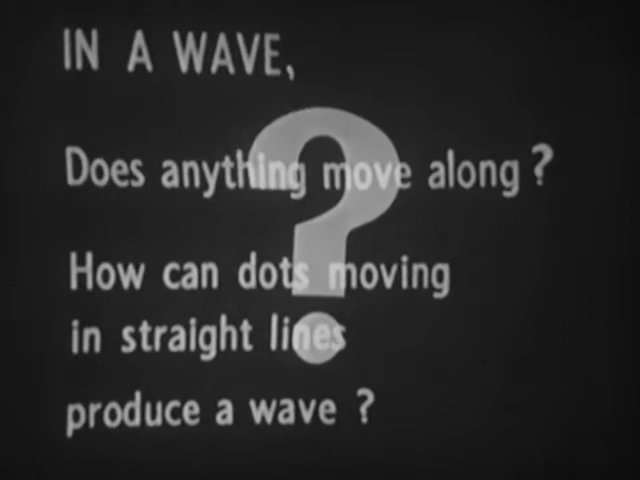 IN A WAVE,
Does anything move along ?
How can dots moving
in straight lines
produce a wave ?
?